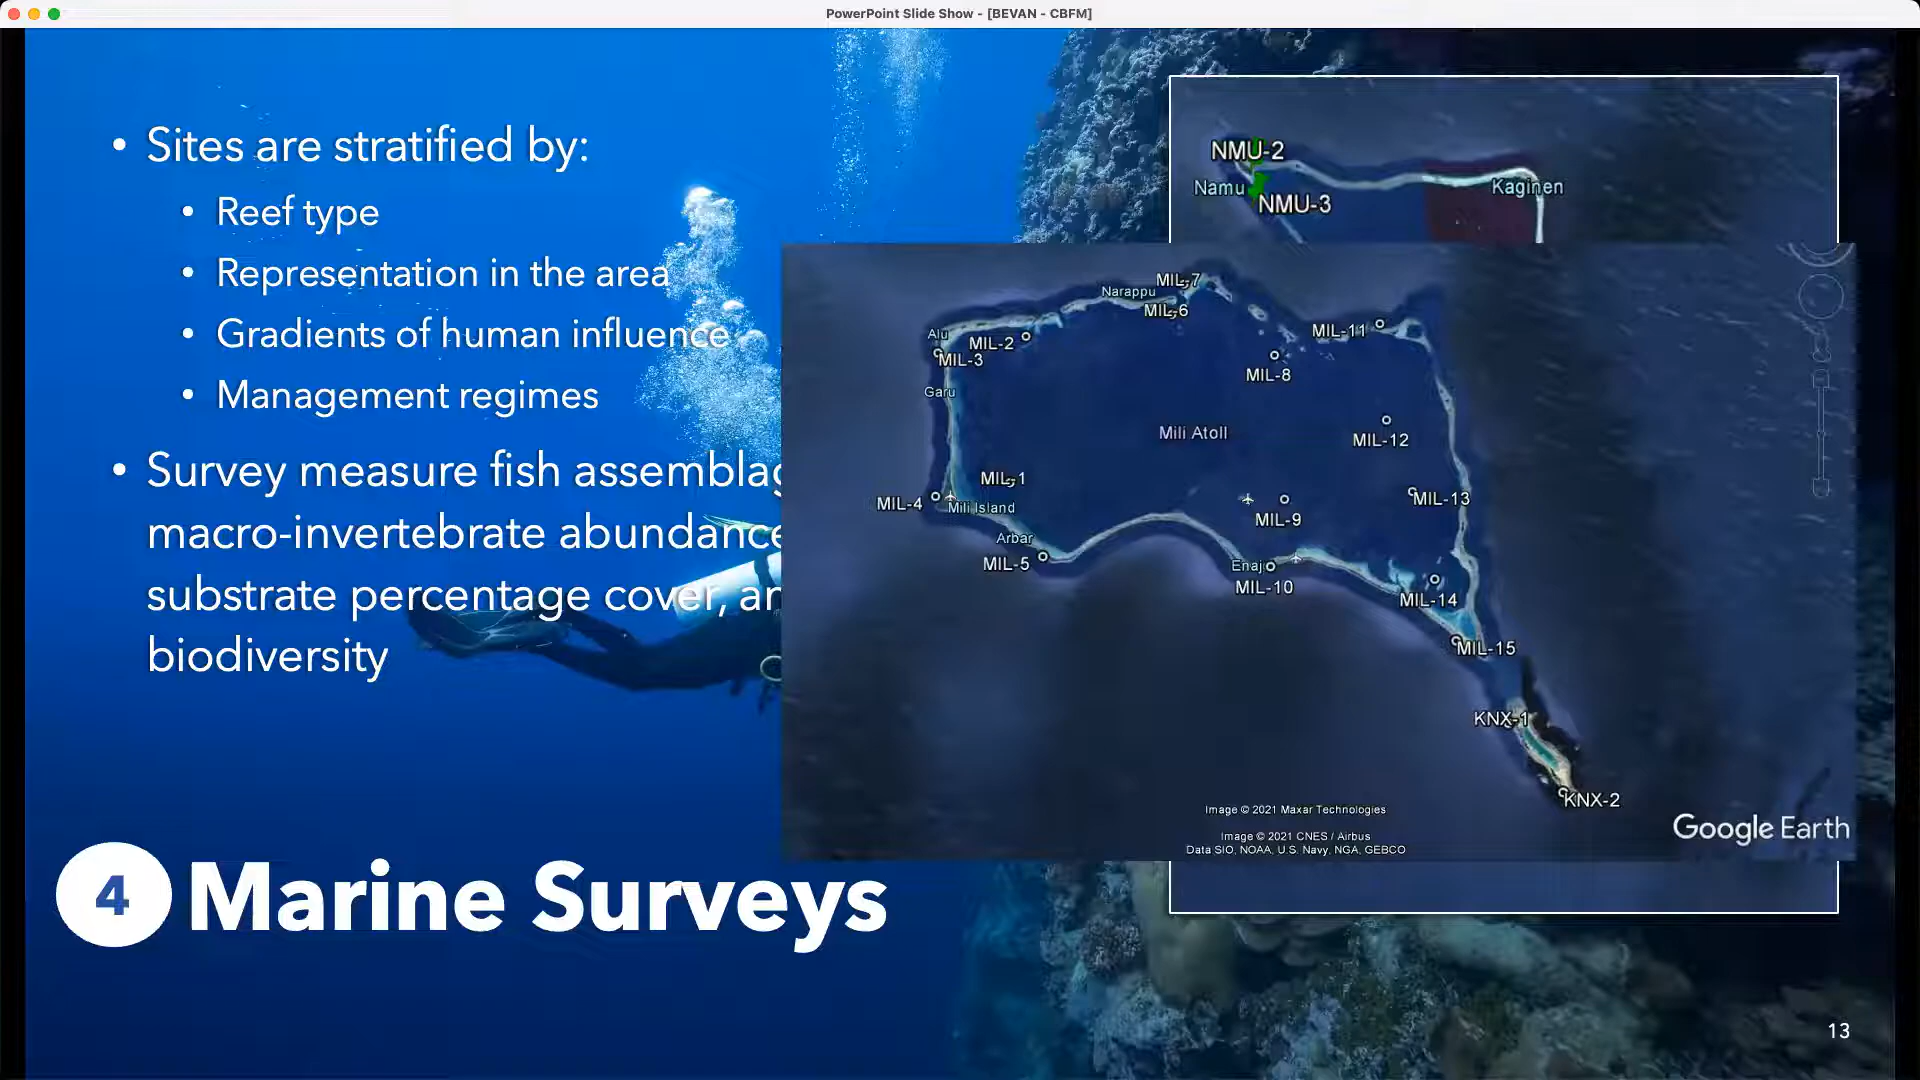 PowerPoint Slide Show - [BEVAN - CBFM]
• Sites are stratified by:
• Reef type
• Representation in the area
• Gradients of human influence
• Management regimes
• Survey measure fish
macro-invertebrate abundance
substrate percentage cover,
biodiversity
4 Marine Surveys
NMU-2
Namu
NMU-3
Kaginen
MIL-7
Narappu
MIL-6
MIL-11
Alu
MIL-2
MIL-3
MIL-8
Garu
Mili Atoll
MIL-12
MIL-1
MIL-4
Mili Island
MIL-13
MIL-9
Arbar
MIL-5
Enajo
MIL-10
MIL-14
MIL-15
KNX-1
KNX-2
Image © 2021 Maxar Technologies
Image © 2021 CNES / Airbus
Data SIO, NOAA, U.S. Navy, NGA, GEBCO
Google Earth
13